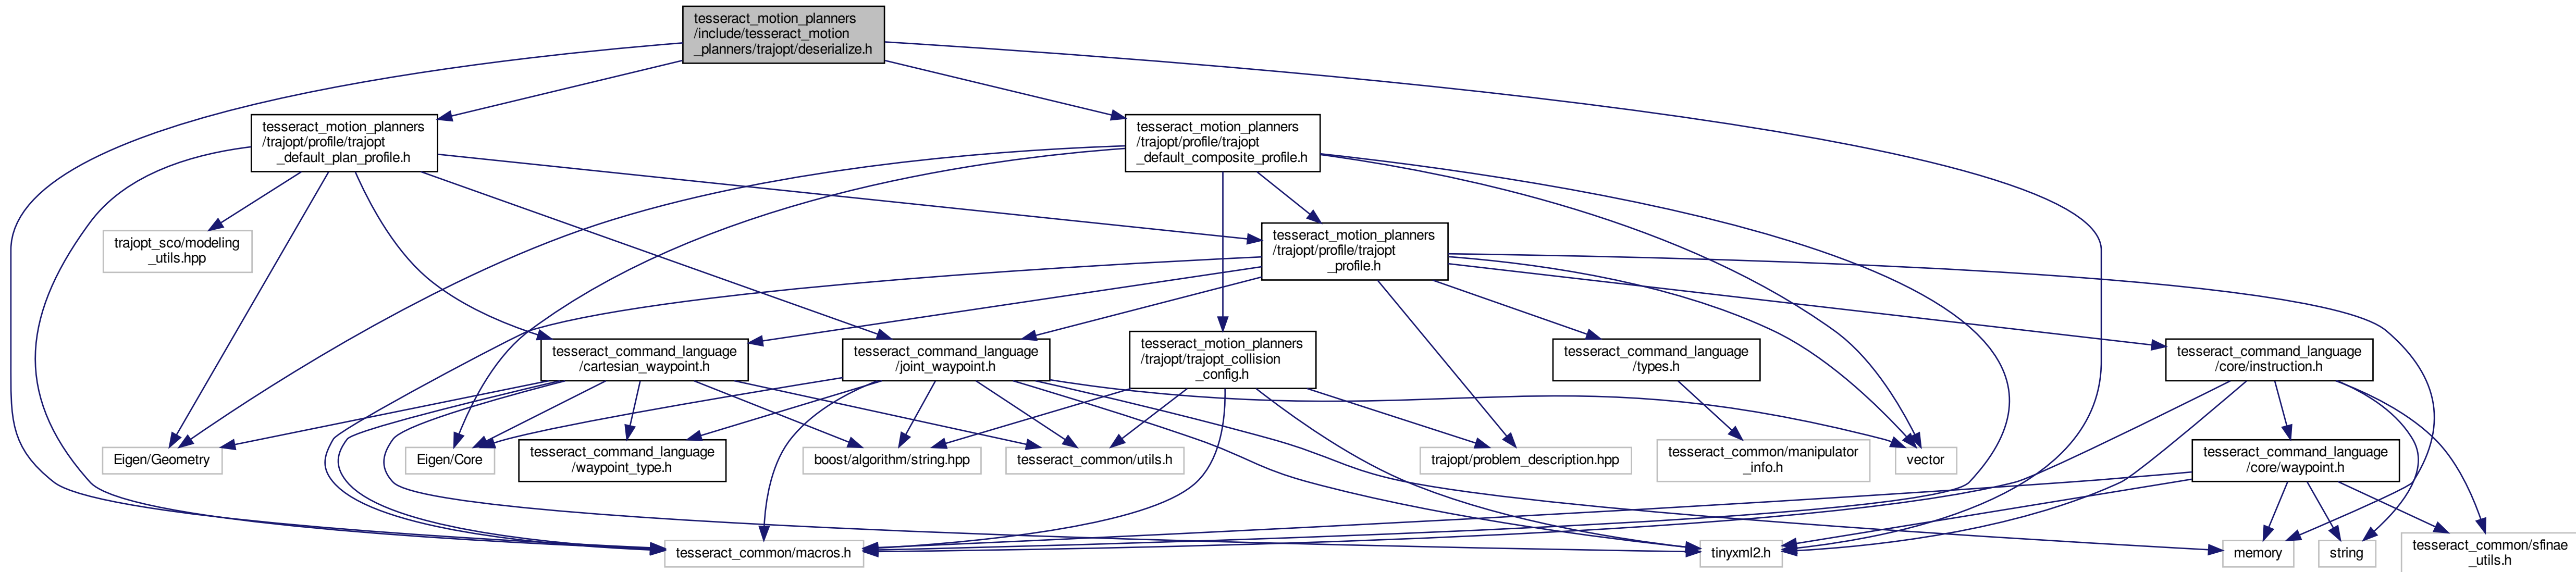 tesseract_motion_planners
/include/tesseract_motion
_planners/trajopt/deserialize.h
tesseract_motion_planners
/trajopt/profile/trajopt
_default_plan_profile.h
tesseract_motion_planners
/trajopt/profile/trajopt
_default_composite_profile.h
trajopt_sco/modeling
_utils.hpp
tesseract_motion_planners
/trajopt/profile/trajopt
_profile.h
tesseract_command_language
/cartesian_waypoint.h
tesseract_command_language
/joint_waypoint.h
tesseract_motion_planners
/trajopt/trajopt_collision
_config.h
tesseract_command_language
/types.h
tesseract_command_language
/core/instruction.h
Eigen/Geometry
Eigen/Core
tesseract_command_language
/waypoint_type.h
boost/algorithm/string.hpp
tesseract_common/utils.h
trajopt/problem_description.hpp
tesseract_common/manipulator
_info.h
vector
tesseract_command_language
/core/waypoint.h
tesseract_common/macros.h
tinyxml2.h
memory
string
tesseract_common/sfinae
_utils.h